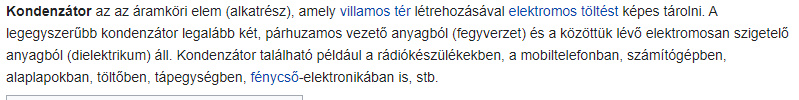 Kondenzátor az az áramköri elem (alkatrész), amely villamos tér létrehozásával elektromos töltést képes tárolni. A
legegyszerűbb kondenzátor legalább két, párhuzamos vezető anyagból (fegyverzet) és a közöttük lévő elektromosan szigetelő
anyagból (dielektrikum) áll. Kondenzátor található például a rádiókészülékekben, a mobiltelefonban, számítógépben,
alaplapokban, töltőben, tápegységben, fénycső-elektronikában is, stb.